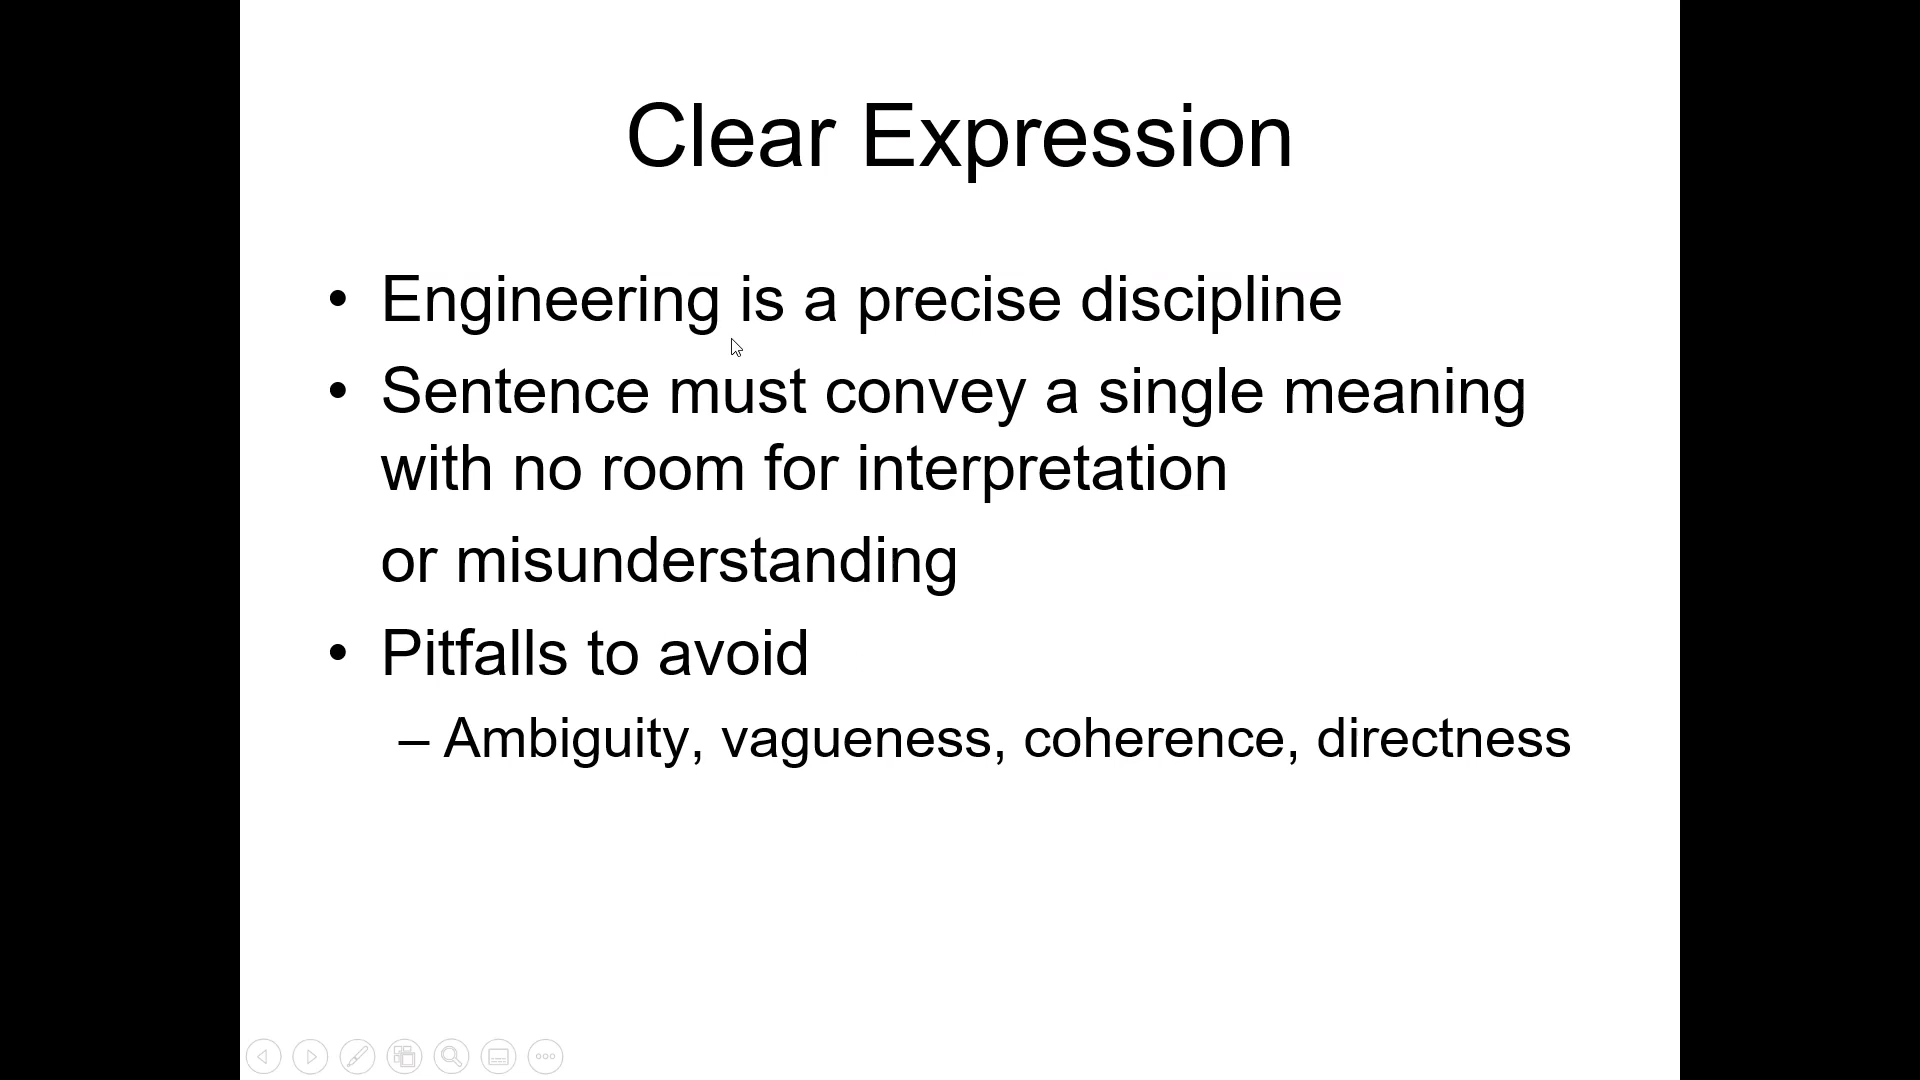 Clear Expression
• Engineering is a precise discipline
• Sentence must convey a single meaning
with no room for interpretation
or misunderstanding
• Pitfalls to avoid
– Ambiguity, vagueness, coherence, directness